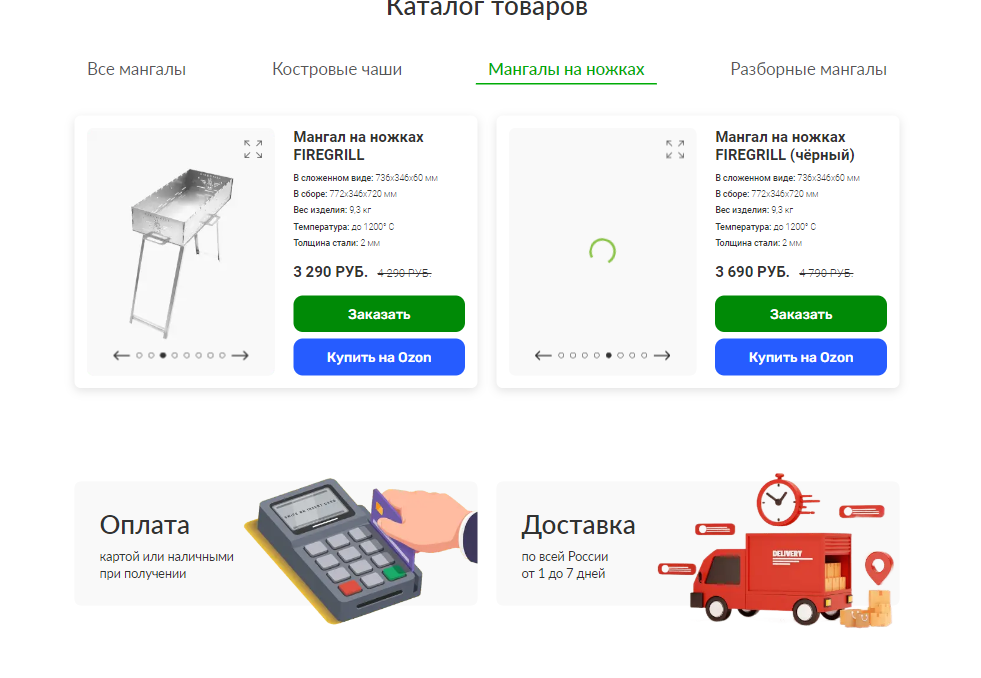 Каталог товаров
Все мангалы
Костровые чаши
Мангалы на ножках
Разборные мангалы
Мангал на ножках
FIREGRILL
В сложенном виде: 736х346х60 мм
В сборе: 772х346х720 мм
Вес изделия: 9,3 кг
Температура: до 1200° С
Толщина стали: 2 мм
3 290 РУБ. 4 290 РУБ.
Заказать
Купить на Ozon
Мангал на ножках
FIREGRILL (чёрный)
В сложенном виде: 736х346х60 мм
В сборе: 772х346х720 мм
Вес изделия: 9,3 кг
Температура: до 1200° С
Толщина стали: 2 мм
3 690 РУБ. 4 790 РУБ.
Заказать
Купить на Ozon
Оплата
картой или наличными
при получении
Доставка
по всей России
от 1 до 7 дней
DELIVERY